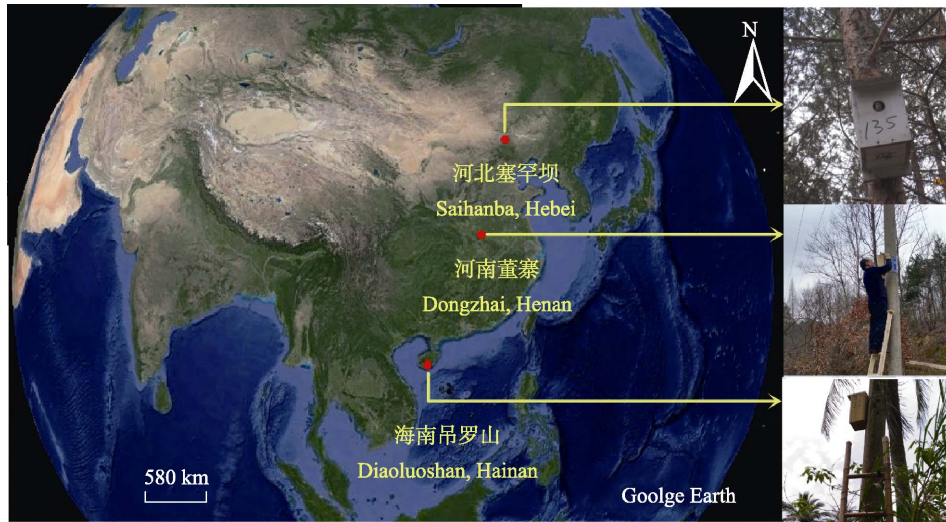 N
135
河北塞罕坝
Saihanba, Hebei
河南董寨
Dongzhai, Henan
海南吊罗山
Diaoluoshan, Hainan
580 km
Goolge Earth